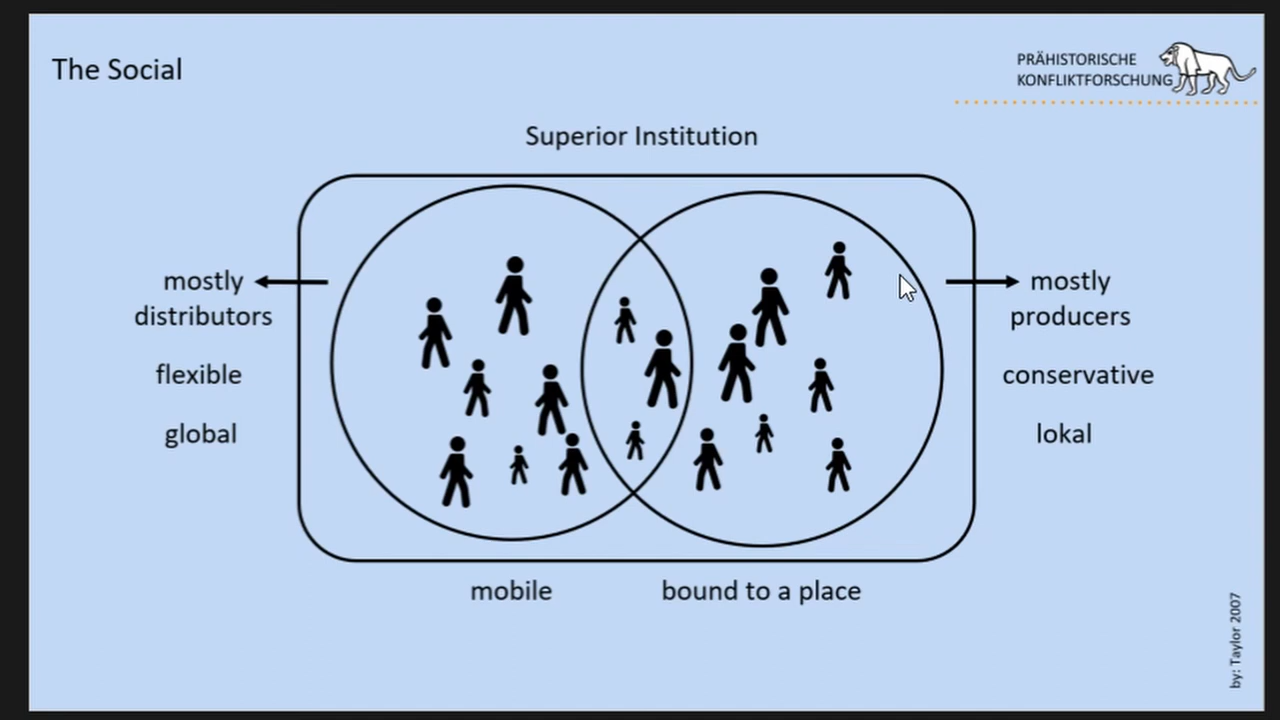 The Social
PRÄHISTORISCHE
KONFLIKTFORSCHUNG
Superior Institution
mostly
distributors
flexible
global
mostly
producers
conservative
lokal
mobile
bound to a place
by: Taylor 2007